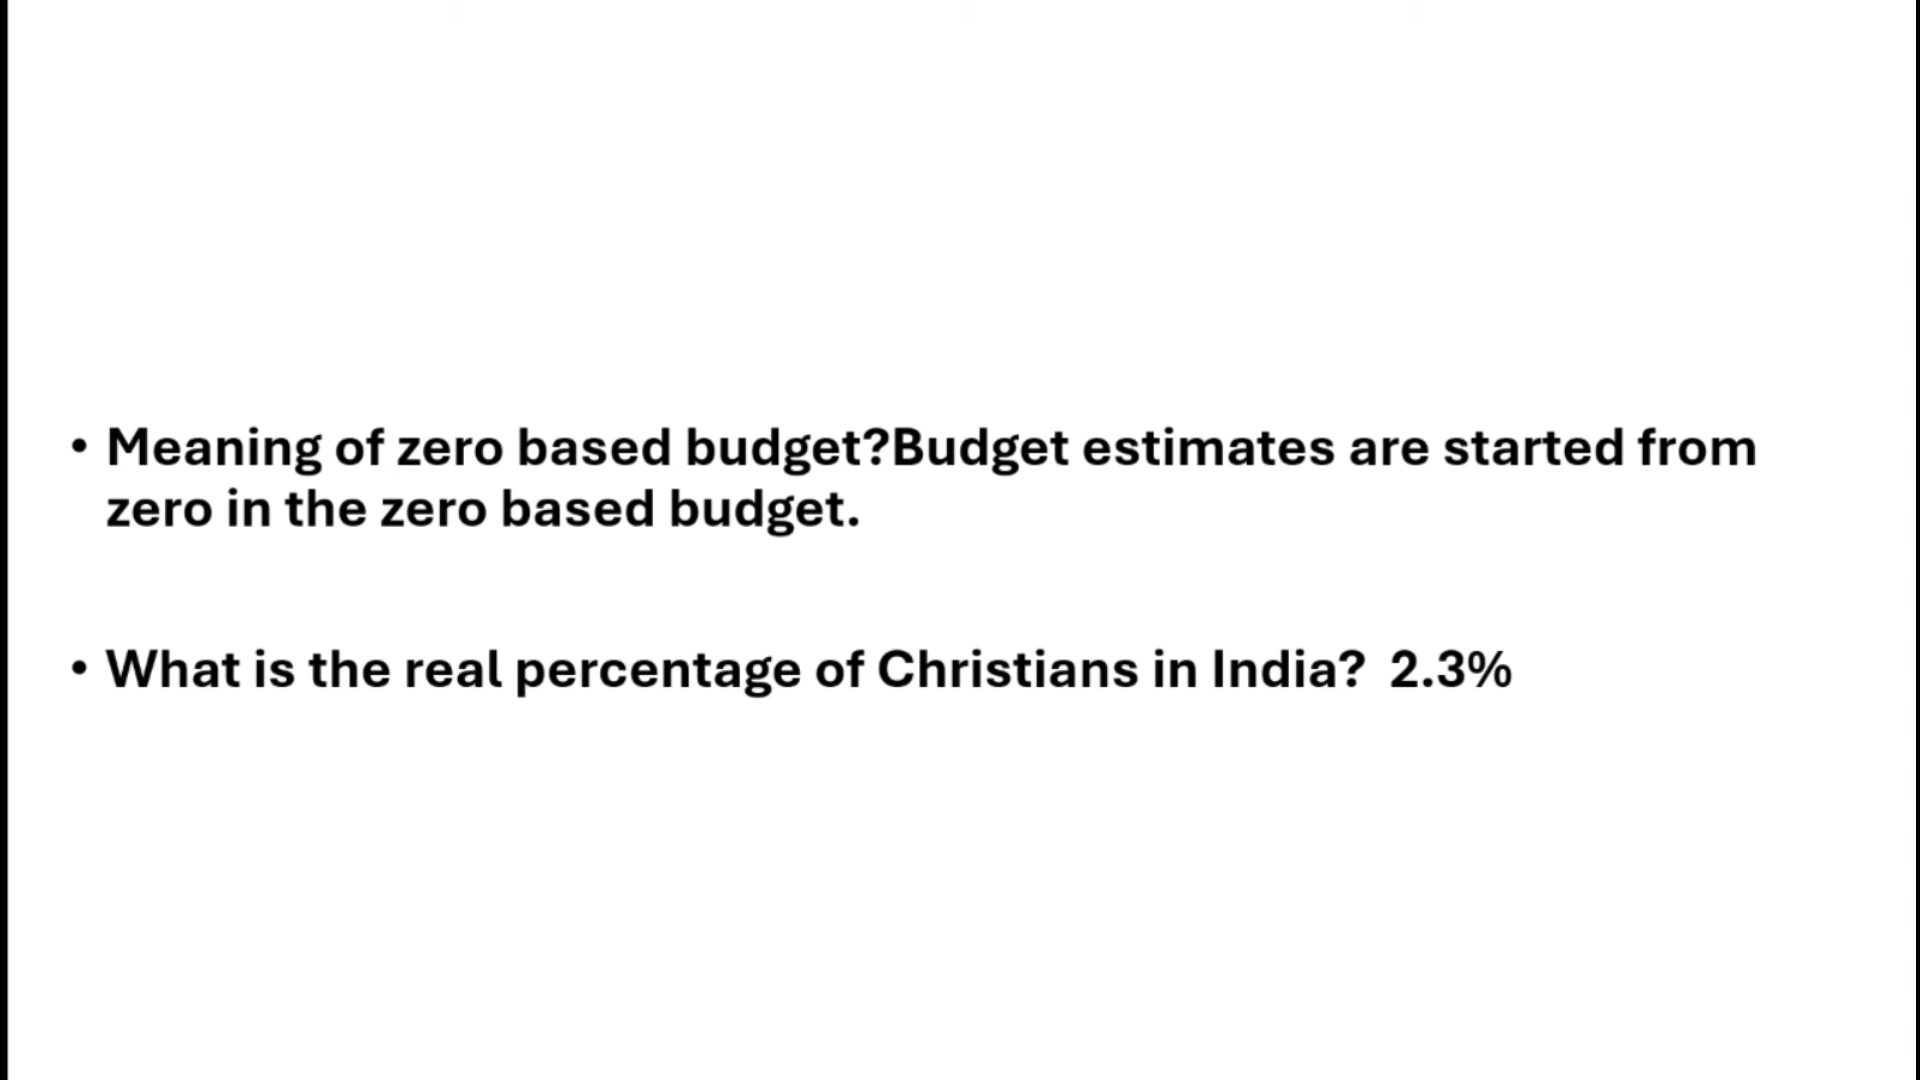 • Meaning of zero based budget?Budget estimates are started from
zero in the zero based budget.
• What is the real percentage of Christians in India?  2.3%